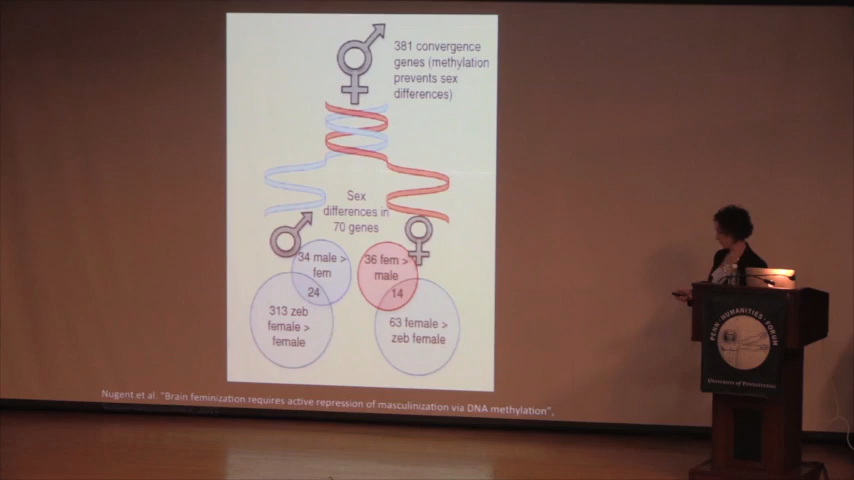 381 convergence
genes (methylation
prevents sex
differences)
Sex
differences in
70 genes
34 male >
fem
24
313 zeb
female >
female
36 fem >
male
14
63 female >
zeb female
Nugent et al. "Brain feminization requires active repression of masculinization via DNA methylation",
PENN · HUMANITIES · FORUM
University of Pennsylvania